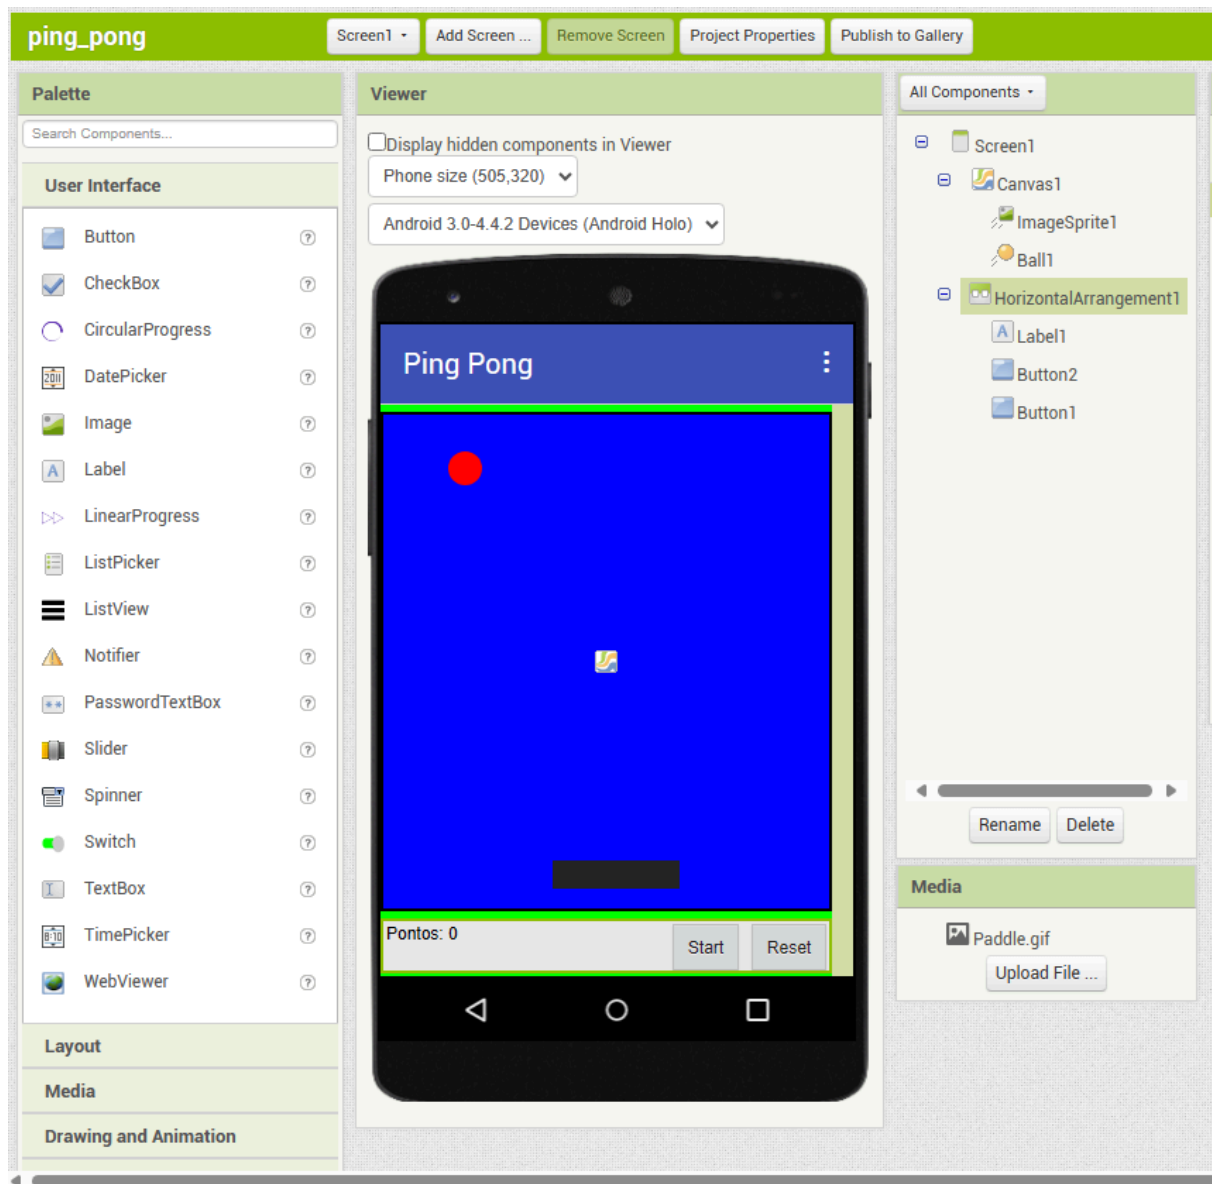 ping_pong
Screen1
Add Screen ...
Remove Screen
Project Properties
Publish to Gallery
Palette
Search Components...
User Interface
Button
CheckBox
CircularProgress
DatePicker
Image
Label
LinearProgress
ListPicker
ListView
Notifier
PasswordTextBox
Slider
Spinner
Switch
TextBox
TimePicker
WebViewer
Layout
Media
Drawing and Animation
Viewer
Display hidden components in Viewer
Phone size (505,320)
Android 3.0-4.4.2 Devices (Android Holo)
Ping Pong
Pontos: 0
Start
Reset
All Components
Screen1
Canvas1
ImageSprite1
Ball1
HorizontalArrangement1
Label1
Button2
Button1
Rename
Delete
Media
Paddle.gif
Upload File ...